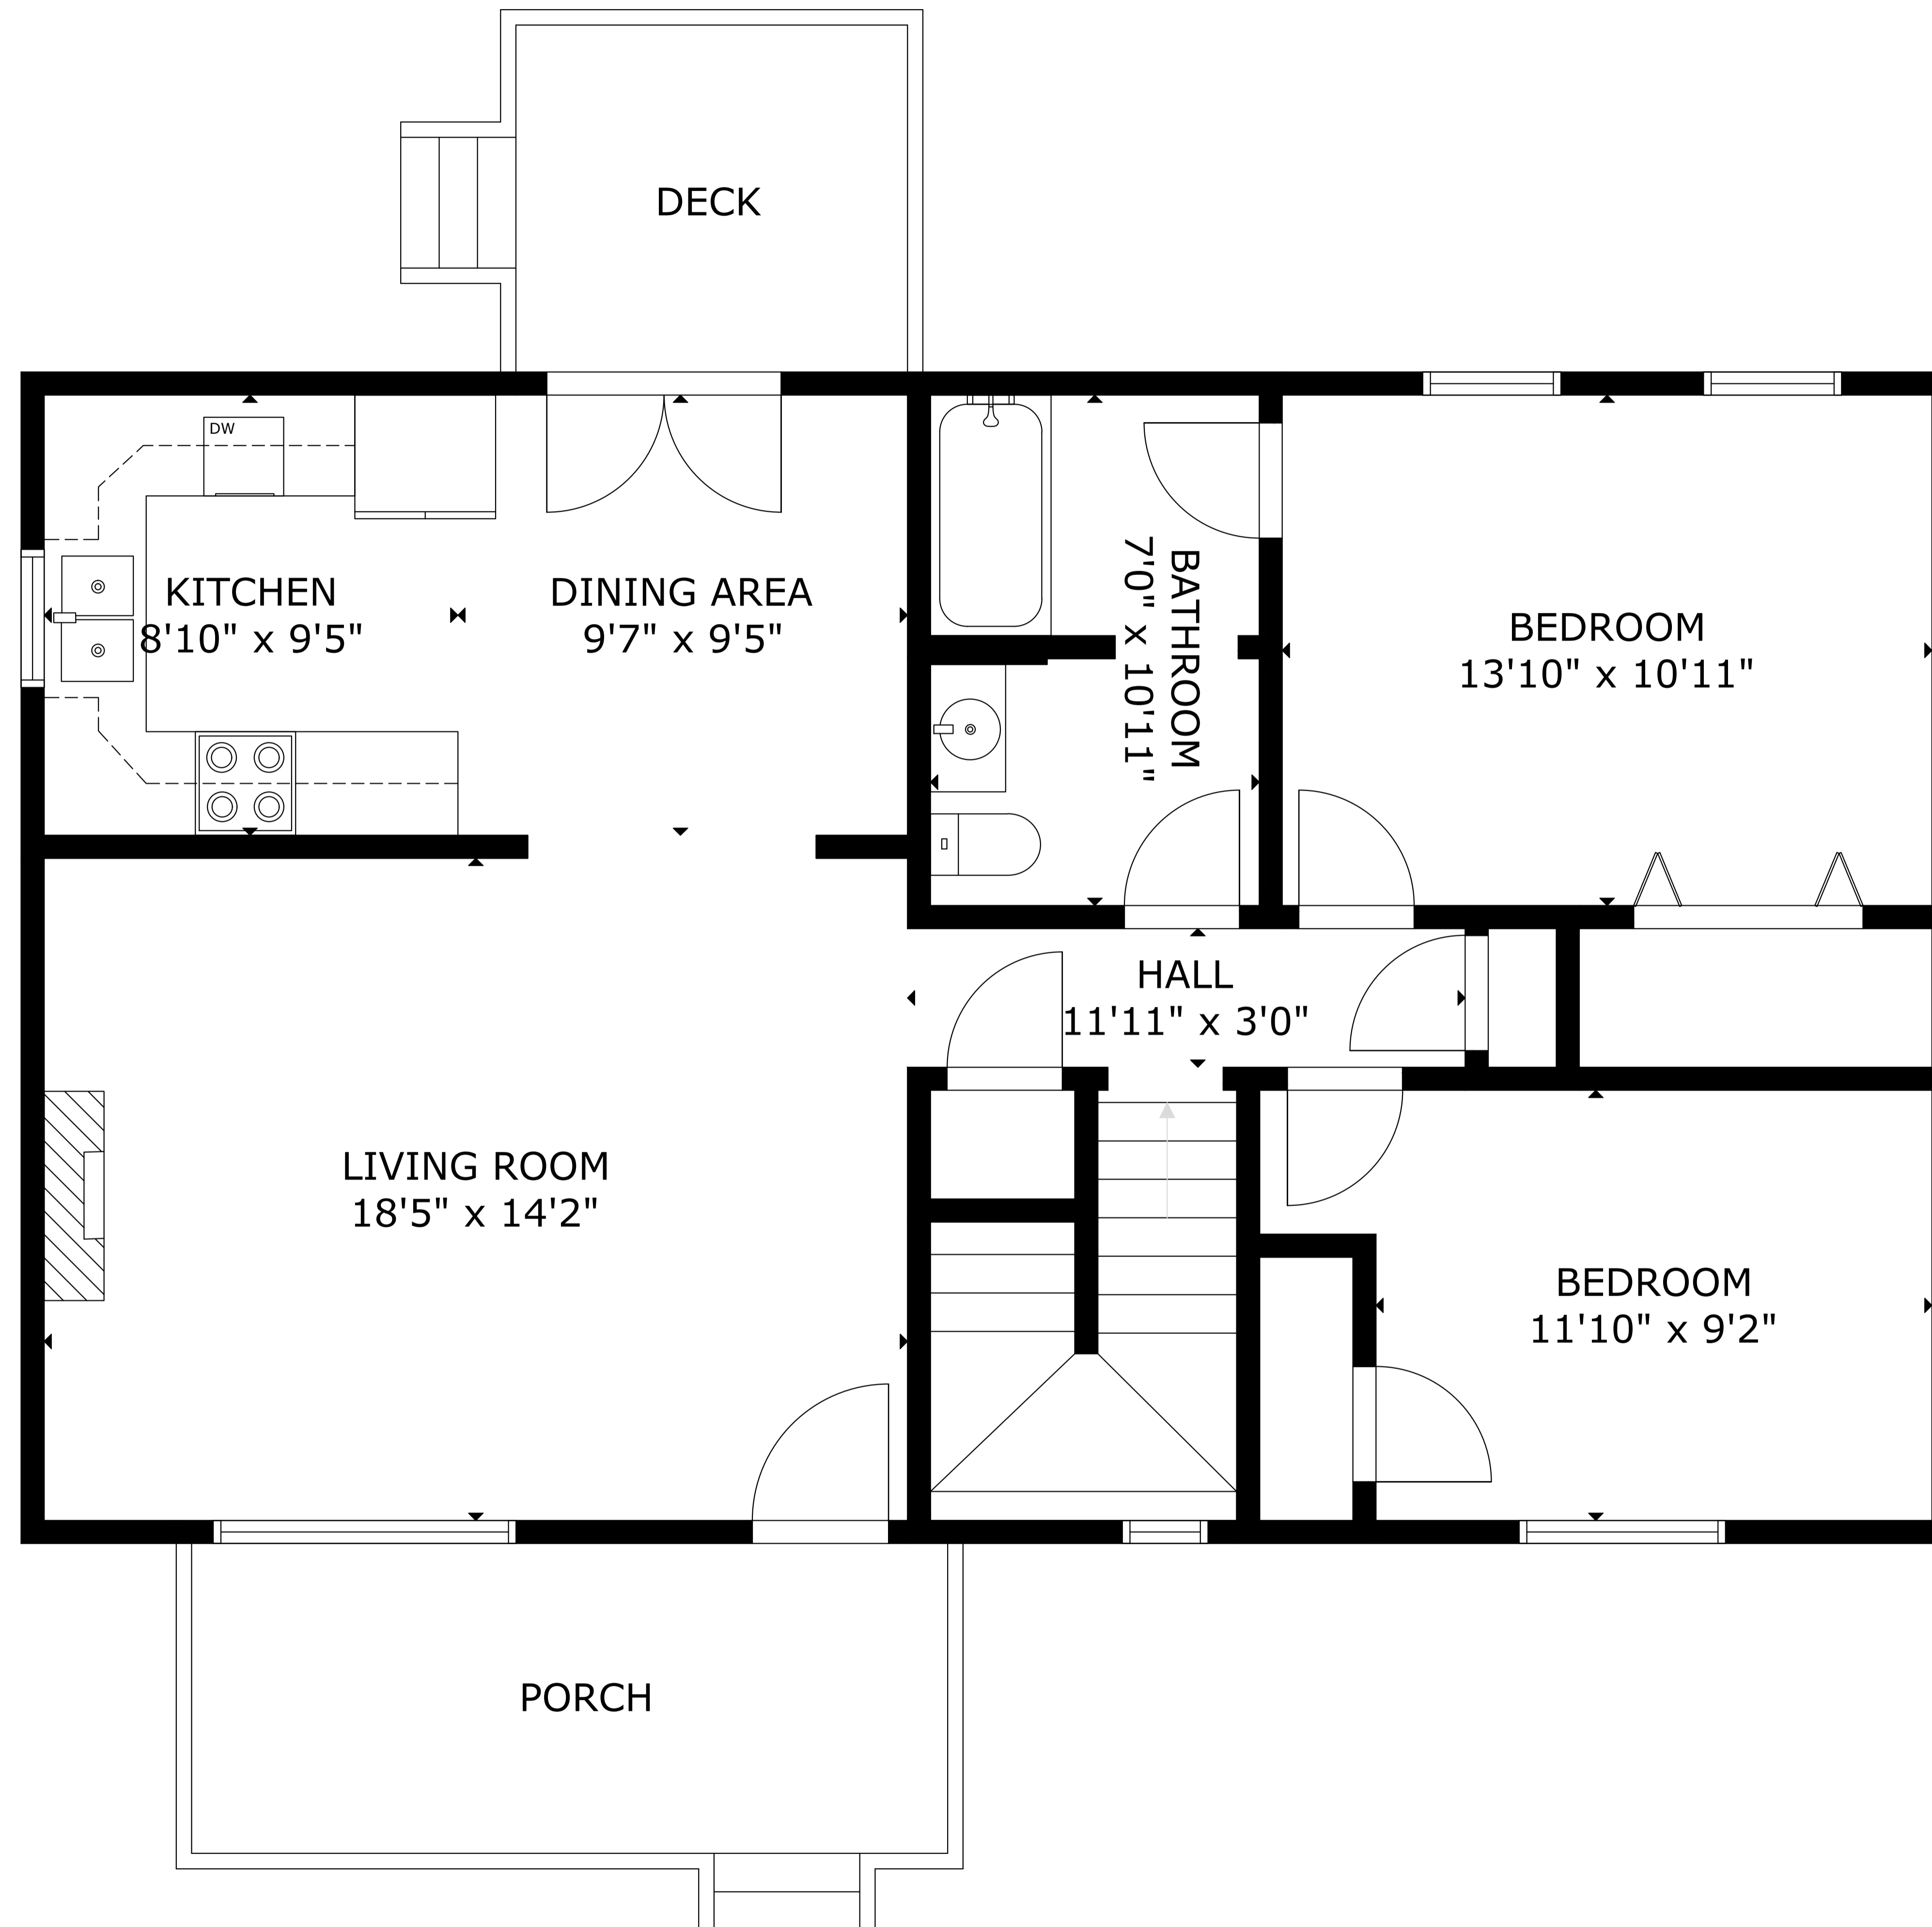 DECK
DW
KITCHEN
8'10" x 9'5"
DINING AREA
9'7" x 9'5"
BATHROOM
7'0" x 10'11"
BEDROOM
13'10" x 10'11"
HALL
11'11" x 3'0"
LIVING ROOM
18'5" x 14'2"
BEDROOM
11'10" x 9'2"
PORCH